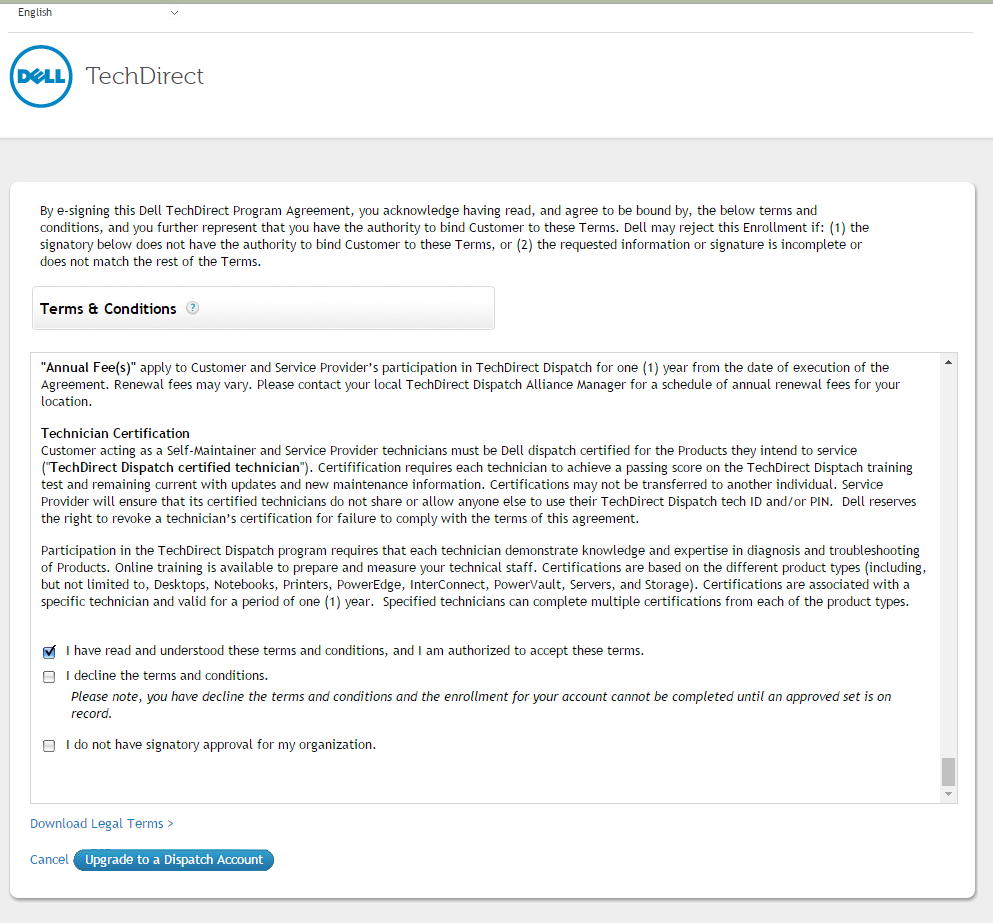 English
DELL TechDirect
By e-signing this Dell TechDirect Program Agreement, you acknowledge having read, and agree to be bound by, the below terms and
conditions, and you further represent that you have the authority to bind Customer to these Terms. Dell may reject this Enrollment if: (1) the
signatory below does not have the authority to bind Customer to these Terms, or (2) the requested information or signature is incomplete or
does not match the rest of the Terms.
Terms & Conditions ?
"Annual Fee(s)" apply to Customer and Service Provider's participation in TechDirect Dispatch for one (1) year from the date of execution of the
Agreement. Renewal fees may vary. Please contact your local TechDirect Dispatch Alliance Manager for a schedule of annual renewal fees for your
location.
Technician Certification
Customer acting as a Self-Maintainer and Service Provider technicians must be Dell dispatch certified for the Products they intend to service
("TechDirect Dispatch certified technician"). Certifification requires each technician to achieve a passing score on the TechDirect Disptach training
test and remaining current with updates and new maintenance information. Certifications may not be transferred to another individual. Service
Provider will ensure that its certified technicians do not share or allow anyone else to use their TechDirect Dispatch tech ID and/or PIN.  Dell reserves
the right to revoke a technician's certification for failure to comply with the terms of this agreement.
Participation in the TechDirect Dispatch program requires that each technician demonstrate knowledge and expertise in diagnosis and troubleshooting
of Products. Online training is available to prepare and measure your technical staff. Certifications are based on the different product types (including,
but not limited to, Desktops, Notebooks, Printers, PowerEdge, InterConnect, PowerVault, Servers, and Storage). Certifications are associated with a
specific technician and valid for a period of one (1) year.  Specified technicians can complete multiple certifications from each of the product types.
I have read and understood these terms and conditions, and I am authorized to accept these terms.
I decline the terms and conditions.
Please note, you have decline the terms and conditions and the enrollment for your account cannot be completed until an approved set is on
record.
I do not have signatory approval for my organization.
Download Legal Terms >
Cancel Upgrade to a Dispatch Account